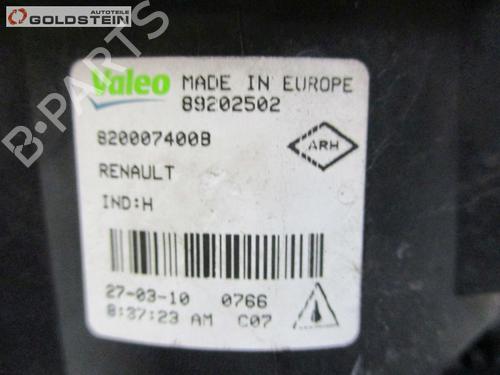 Autoteile
GOLDSTEIN
B-PARTS
Valeo MADE IN EUROPE
89202502
8200074008
ARH
RENAULT
IND:H
27-03-10 0766
8:37:23 AM C07